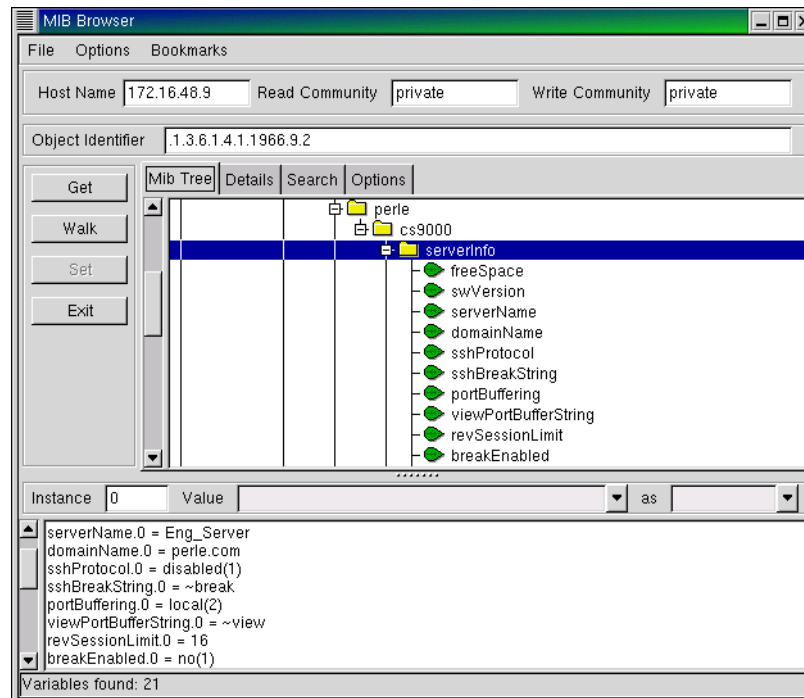 MIB Browser
File Options Bookmarks
Host Name 172.16.48.9 Read Community private Write Community private
Object Identifier .1.3.6.1.4.1.1966.9.2
Mib Tree Details Search Options
Get
Walk
Set
Exit
perle
cs9000
serverInfo
freeSpace
swVersion
serverName
domainName
sshProtocol
sshBreakString
portBuffering
viewPortBufferString
revSessionLimit
breakEnabled
Instance 0 Value as
serverName.0 = Eng_Server
domainName.0 = perle.com
sshProtocol.0 = disabled(1)
sshBreakString.0 = ~break
portBuffering.0 = local(2)
viewPortBufferString.0 = ~view
revSessionLimit.0 = 16
breakEnabled.0 = no(1)
Variables found: 21